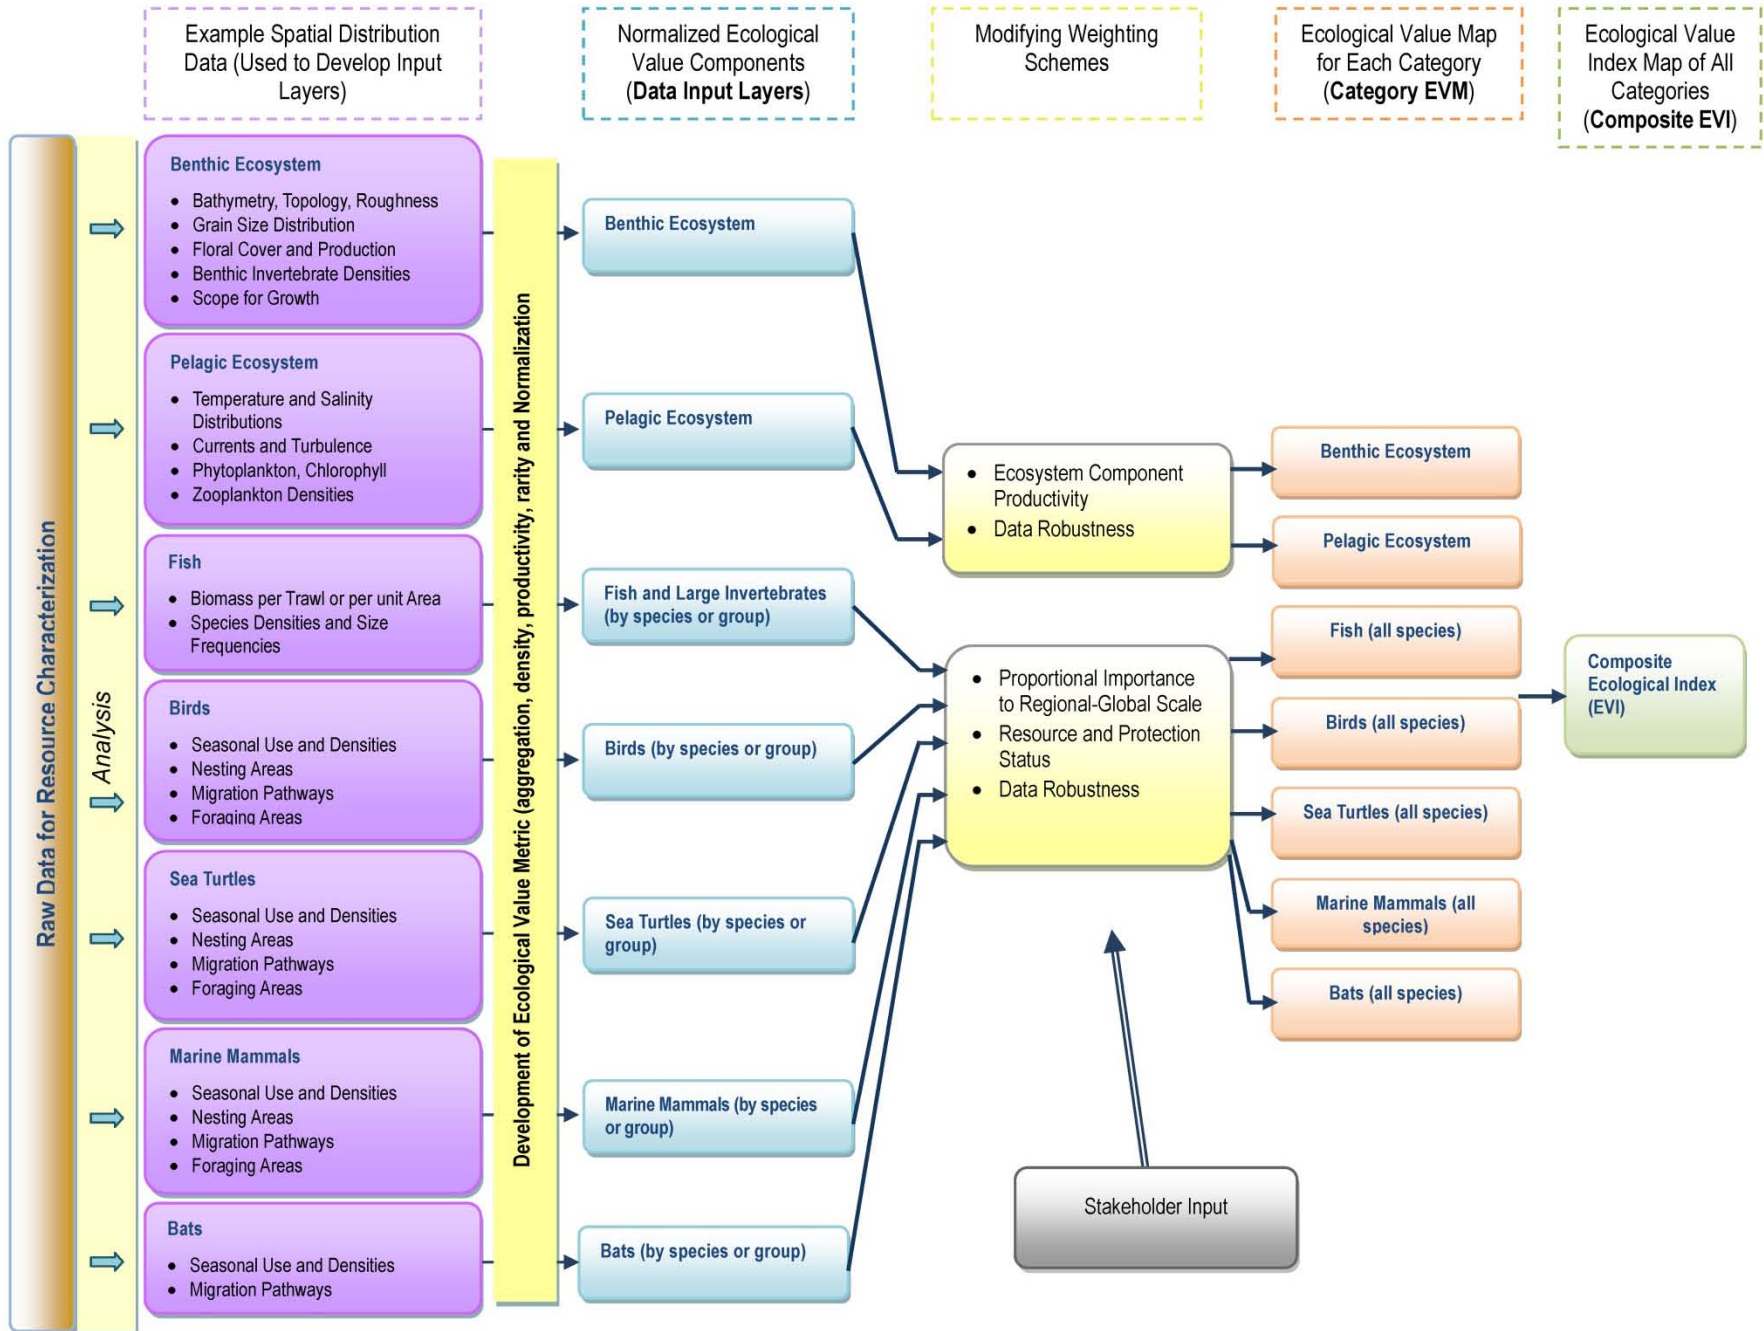 Example Spatial Distribution
Data (Used to Develop Input
Layers)
Normalized Ecological
Value Components
(Data Input Layers)
Modifying Weighting
Schemes
Ecological Value Map
for Each Category
(Category EVM)
Ecological Value
Index Map of All
Categories
(Composite EVI)
Raw Data for Resource Characterization
Analysis
Benthic Ecosystem
• Bathymetry, Topology, Roughness
• Grain Size Distribution
• Floral Cover and Production
• Benthic Invertebrate Densities
• Scope for Growth
Pelagic Ecosystem
• Temperature and Salinity
Distributions
• Currents and Turbulence
• Phytoplankton, Chlorophyll
• Zooplankton Densities
Fish
• Biomass per Trawl or per unit Area
• Species Densities and Size
Frequencies
Birds
• Seasonal Use and Densities
• Nesting Areas
• Migration Pathways
• Foraging Areas
Sea Turtles
• Seasonal Use and Densities
• Nesting Areas
• Migration Pathways
• Foraging Areas
Marine Mammals
• Seasonal Use and Densities
• Nesting Areas
• Migration Pathways
• Foraging Areas
Bats
• Seasonal Use and Densities
• Migration Pathways
Development of Ecological Value Metric (aggregation, density, productivity, rarity and Normalization
Benthic Ecosystem
Pelagic Ecosystem
Fish and Large Invertebrates
(by species or group)
Birds (by species or group)
Sea Turtles (by species or
group)
Marine Mammals (by species
or group)
Bats (by species or group)
• Ecosystem Component
Productivity
• Data Robustness
• Proportional Importance
to Regional-Global Scale
• Resource and Protection
Status
• Data Robustness
Stakeholder Input
Benthic Ecosystem
Pelagic Ecosystem
Fish (all species)
Birds (all species)
Sea Turtles (all species)
Marine Mammals (all
species)
Bats (all species)
Composite
Ecological Index
(EVI)